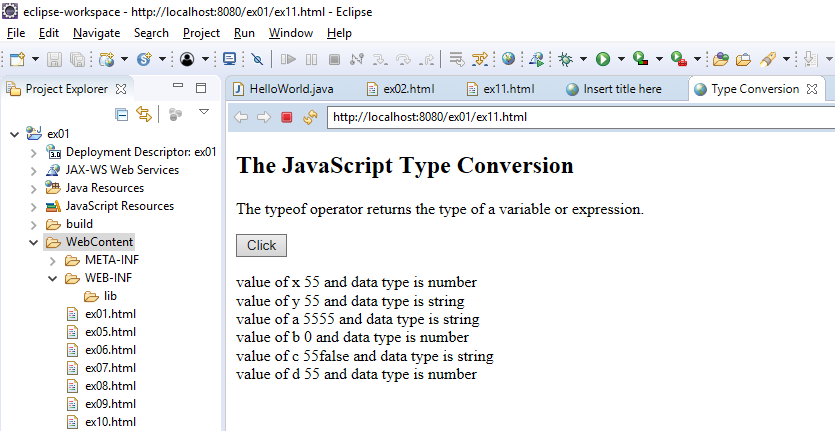 eclipse-workspace - http://localhost:8080/ex01/ex11.html - Eclipse
File Edit Navigate Search Project Run Window Help
Project Explorer
HelloWorld.java ex02.html ex11.html Insert title here Type Conversion
http://localhost:8080/ex01/ex11.html
ex01
3.0 Deployment Descriptor: ex01
JAX-WS Web Services
Java Resources
JavaScript Resources
build
WebContent
META-INF
WEB-INF
lib
ex01.html
ex05.html
ex06.html
ex07.html
ex08.html
ex09.html
ex10.html
The JavaScript Type Conversion
The typeof operator returns the type of a variable or expression.
Click
value of x 55 and data type is number
value of y 55 and data type is string
value of a 5555 and data type is string
value of b 0 and data type is number
value of c 55false and data type is string
value of d 55 and data type is number